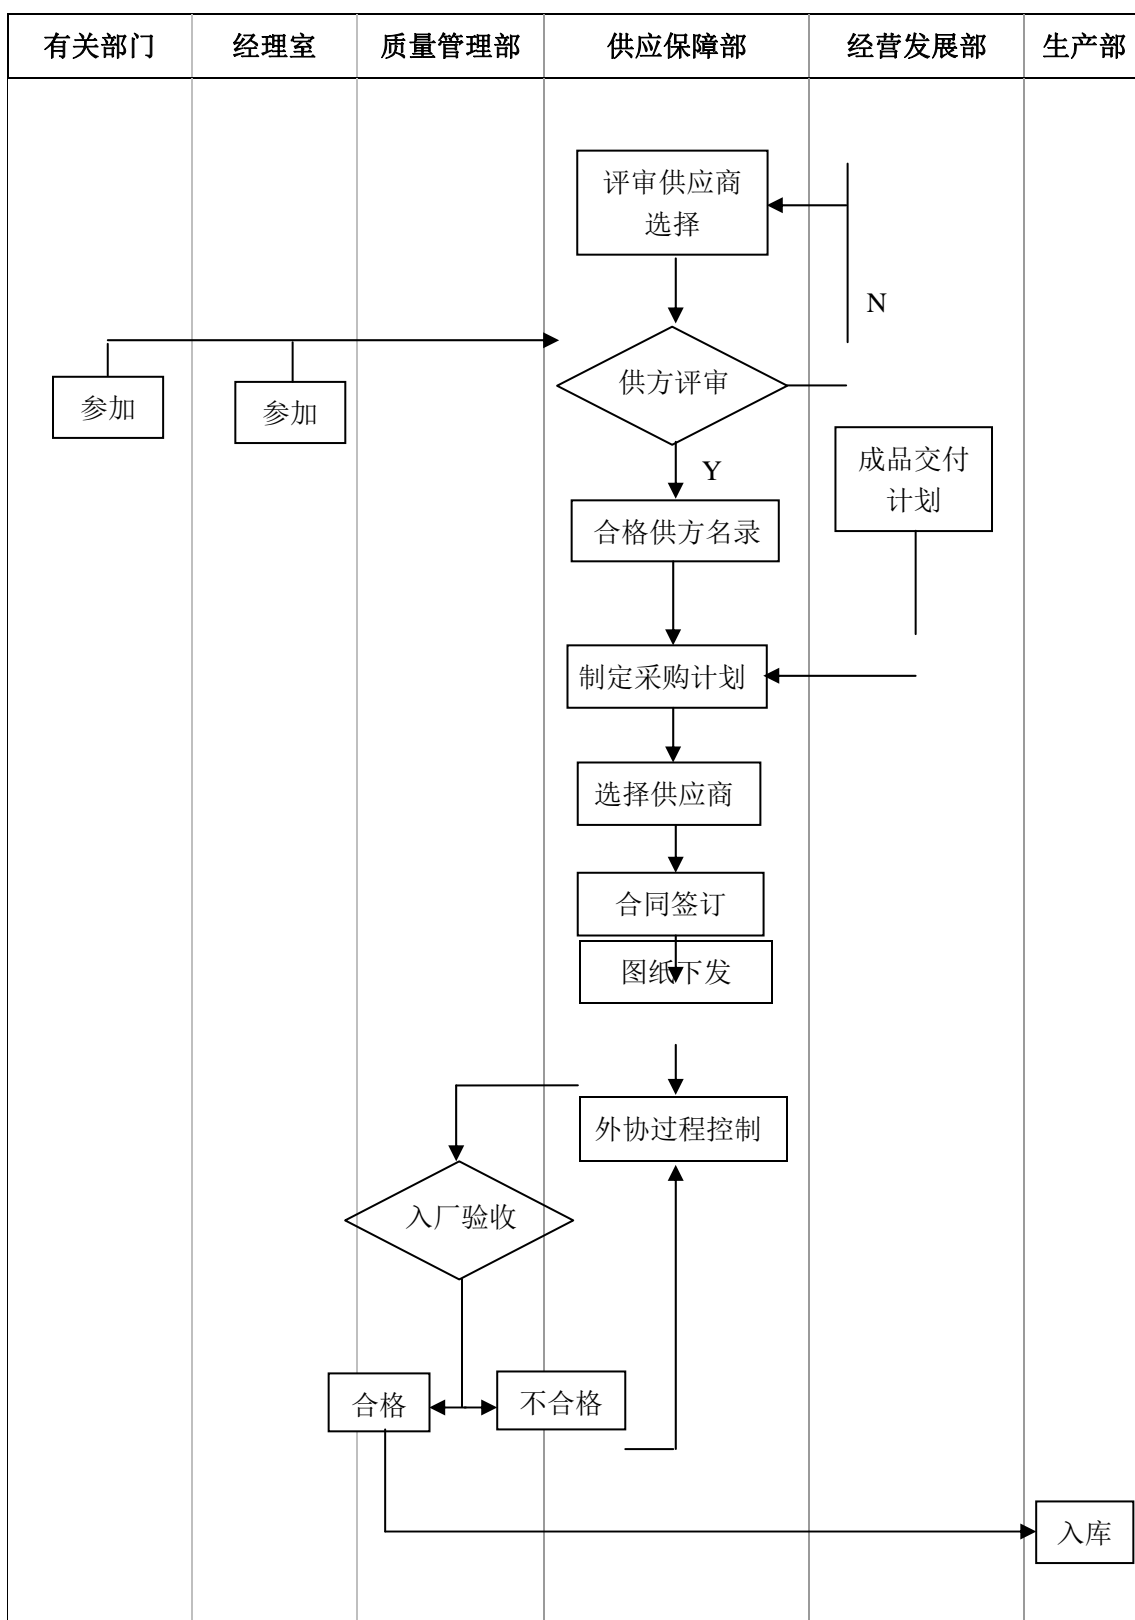 有关部门
经理室
质量管理部
供应保障部
经营发展部
生产部
评审供应商
选择
N
供方评审
参加
参加
Y
成品交付
计划
合格供方名录
制定采购计划
选择供应商
合同签订
图纸下发
外协过程控制
入厂验收
合格
不合格
入库